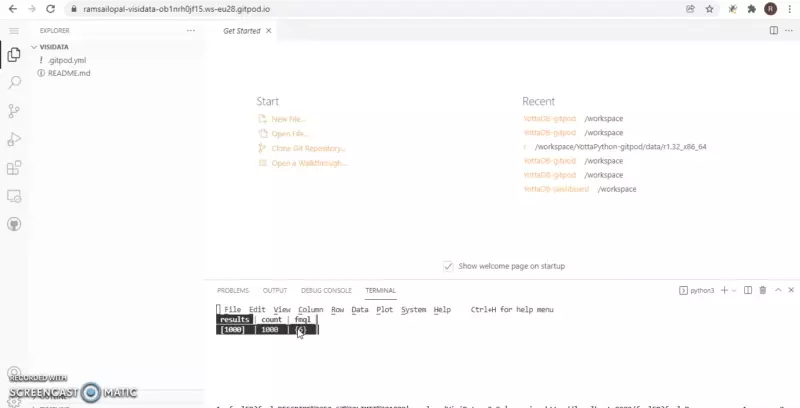 ramsailopal-visidata-ob1nrh0jf15.ws-eu28.gitpod.io
R
EXPLORER
Get Started
VISIDATA
.gitpod.yml
README.md
Start
New File...
Open File...
Clone Git Repository...
Open a Walkthrough...
Recent
YottaDB-gitpod /workspace
YottaDB-gitpod /workspace
r /workspace/YottaPython-gitpod/data/r1.32_x86_64
YottaDB-gitpod /workspace
YottaDB-gitpod /workspace
/workspace
Show welcome page on startup
PROBLEMS OUTPUT DEBUG CONSOLE TERMINAL
python3
File Edit View Column Row Data Plot System Help Ctrl+H for help menu
results | count | fmql
[1000] | 1000 |
RECORDED WITH
SCREENCAST MATIC